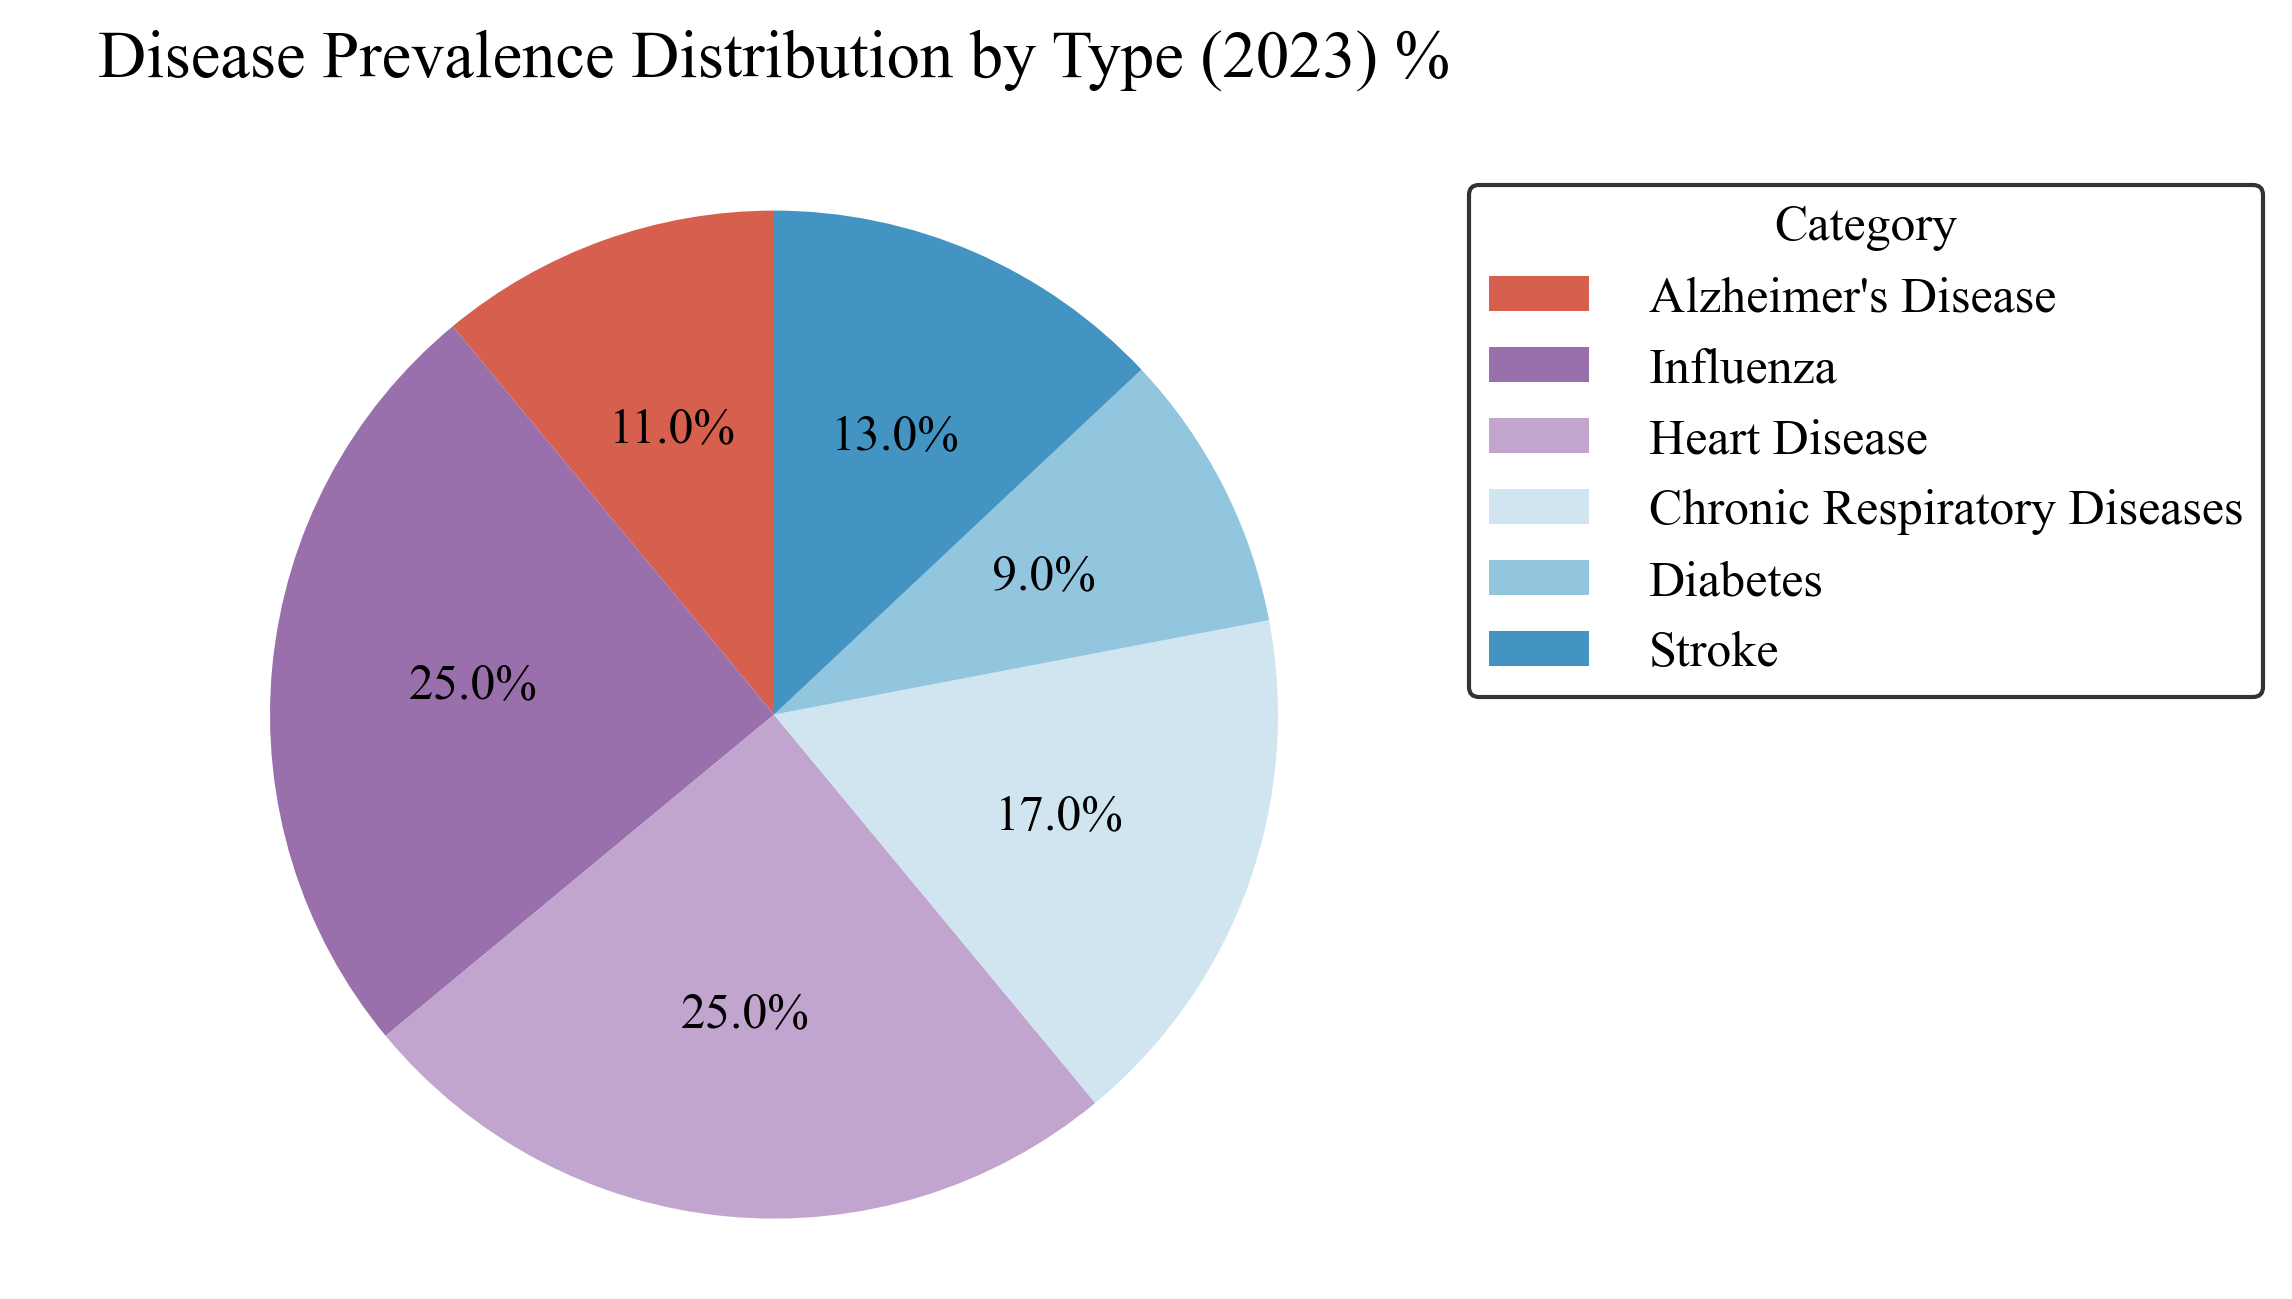 Disease Prevalence Distribution by Type (2023) %
Category
Alzheimer's Disease
Influenza
Heart Disease
Chronic Respiratory Diseases
Diabetes
Stroke
11.0%
13.0%
9.0%
25.0%
17.0%
25.0%